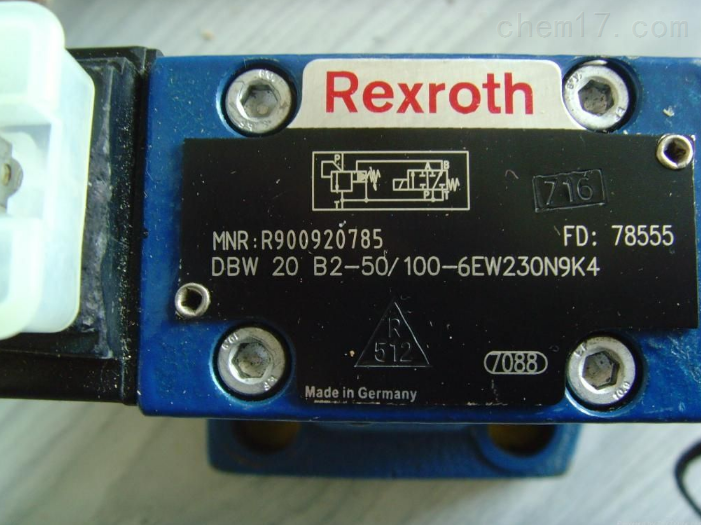 chem17.com
Rexroth
P A B
T P T
716
MNR:R900920785 FD: 78555
DBW 20 B2-50/100-6EW230N9K4
R
512
7088
Made in Germany